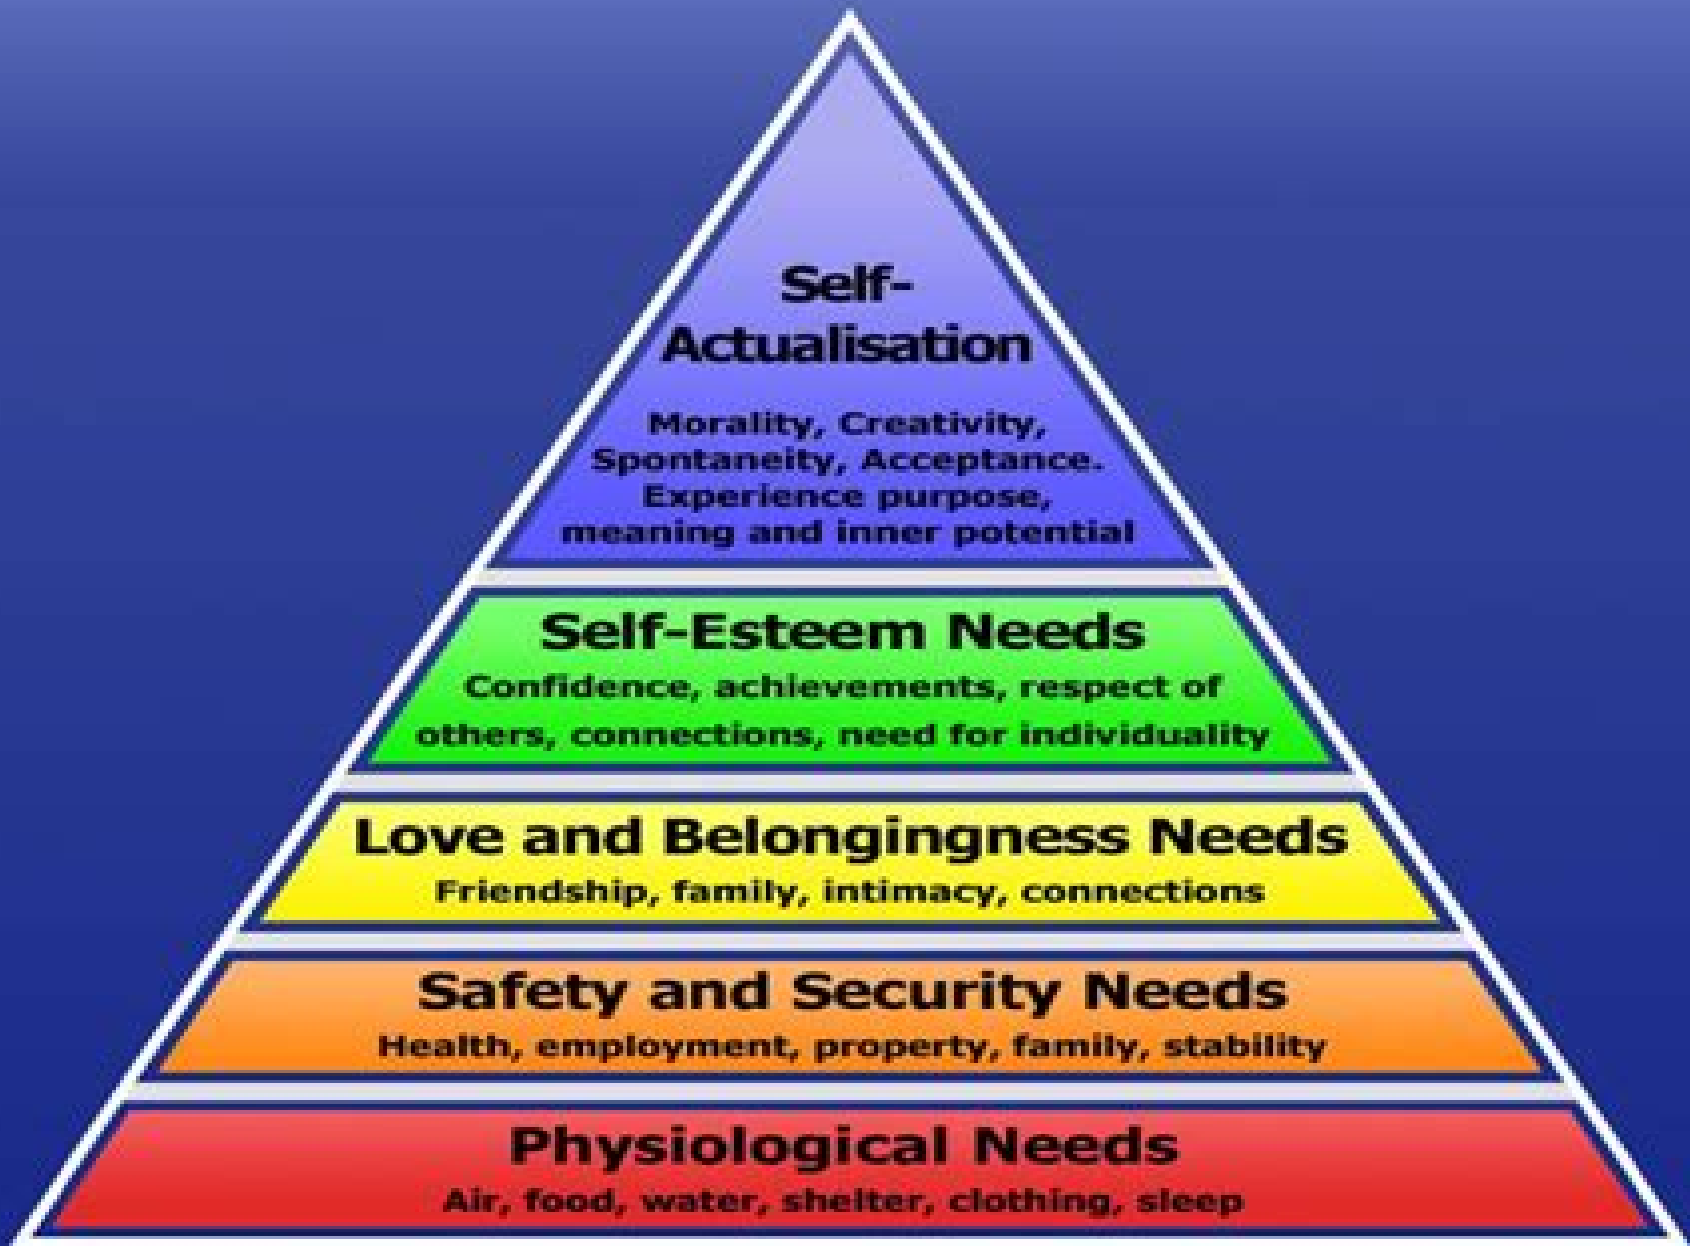 Self-
Actualisation
Morality, Creativity,
Spontaneity, Acceptance.
Experience purpose,
meaning and inner potential
Self-Esteem Needs
Confidence, achievements, respect of
others, connections, need for individuality
Love and Belongingness Needs
Friendship, family, intimacy, connections
Safety and Security Needs
Health, employment, property, family, stability
Physiological Needs
Air, food, water, shelter, clothing, sleep